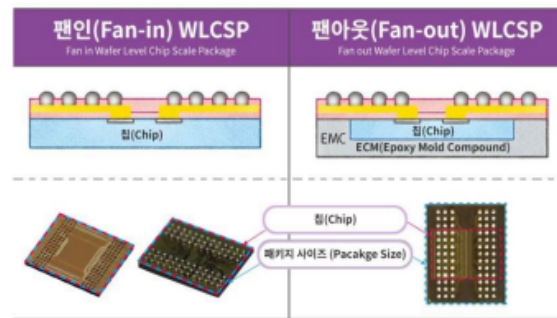 팬인(Fan-in) WLCSP
Fan in Wafer Level Chip Scale Package
팬아웃(Fan-out) WLCSP
Fan out Wafer Level Chip Scale Package
칩(Chip)
칩(Chip)
EMC
ECM(Epoxy Mold Compound)
칩(Chip)
패키지 사이즈 (Pacakge Size)